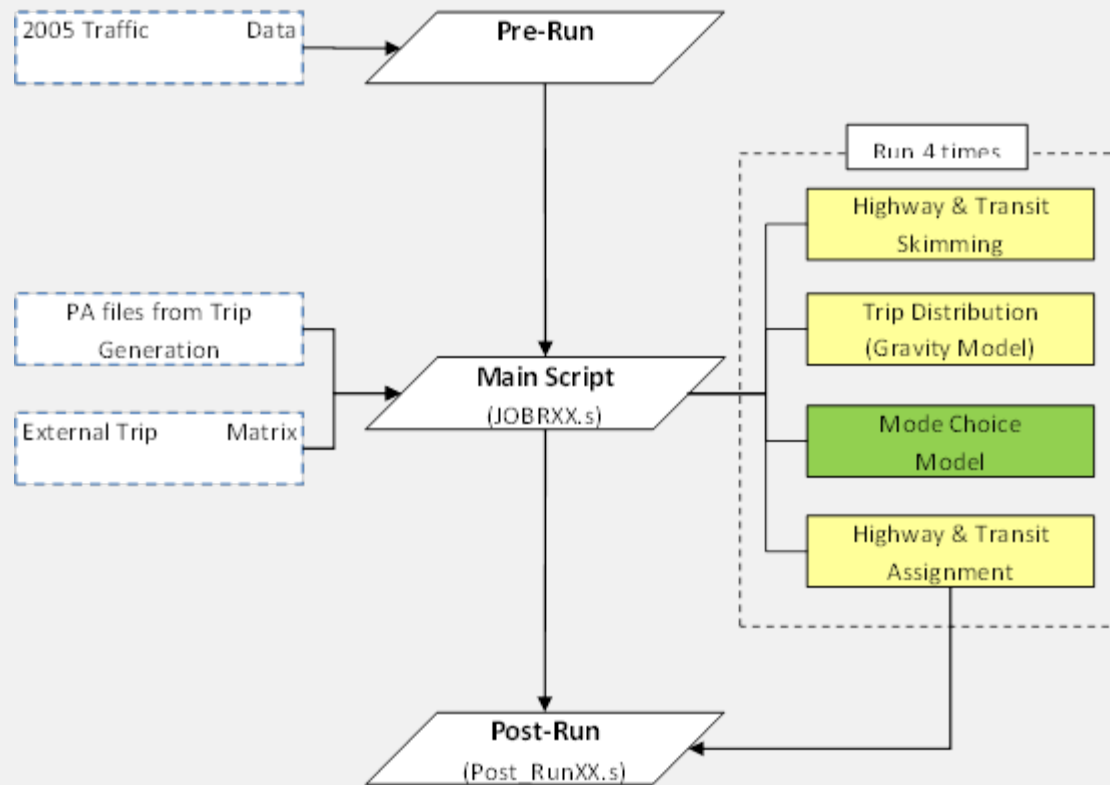 2005 Traffic Data
Pre-Run
Run 4 times
Highway & Transit
Skimming
PA files from Trip
Generation
Trip Distribution
(Gravity Model)
Main Script
(JOBRXX.s)
External Trip Matrix
Mode Choice
Model
Highway & Transit
Assignment
Post-Run
(Post_RunXX.s)